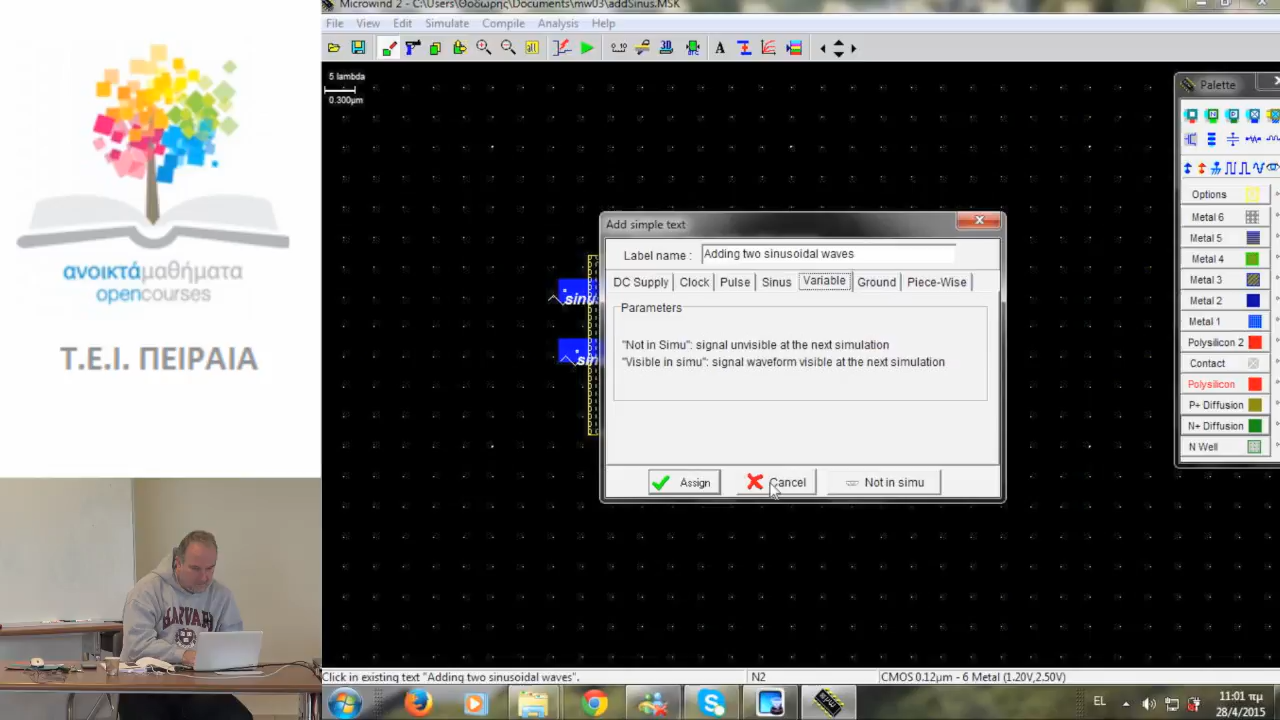 Microwind 2 - C:\Users\Θοδωρής\Documents\mw03\addSinus.MSK
File View Edit Simulate Compile Analysis Help
5 lambda
0.300µm
ανοικτάμαθήματα
opencourses
Τ.Ε.Ι. ΠΕΙΡΑΙΑ
HARVARD
Add simple text
Label name : Adding two sinusoidal waves
DC Supply Clock Pulse Sinus Variable Ground Piece-Wise
Parameters
"Not in Simu": signal unvisible at the next simulation
"Visible in simu": signal waveform visible at the next simulation
Assign Cancel Not in simu
Palette
Options
Metal 6
Metal 5
Metal 4
Metal 3
Metal 2
Metal 1
Polysilicon 2
Contact
Polysilicon
P+ Diffusion
N+ Diffusion
N Well
Click in existing text "Adding two sinusoidal waves".
N2
CMOS 0.12µm - 6 Metal (1.20V,2.50V)
EL
11:01 πμ
28/4/2015